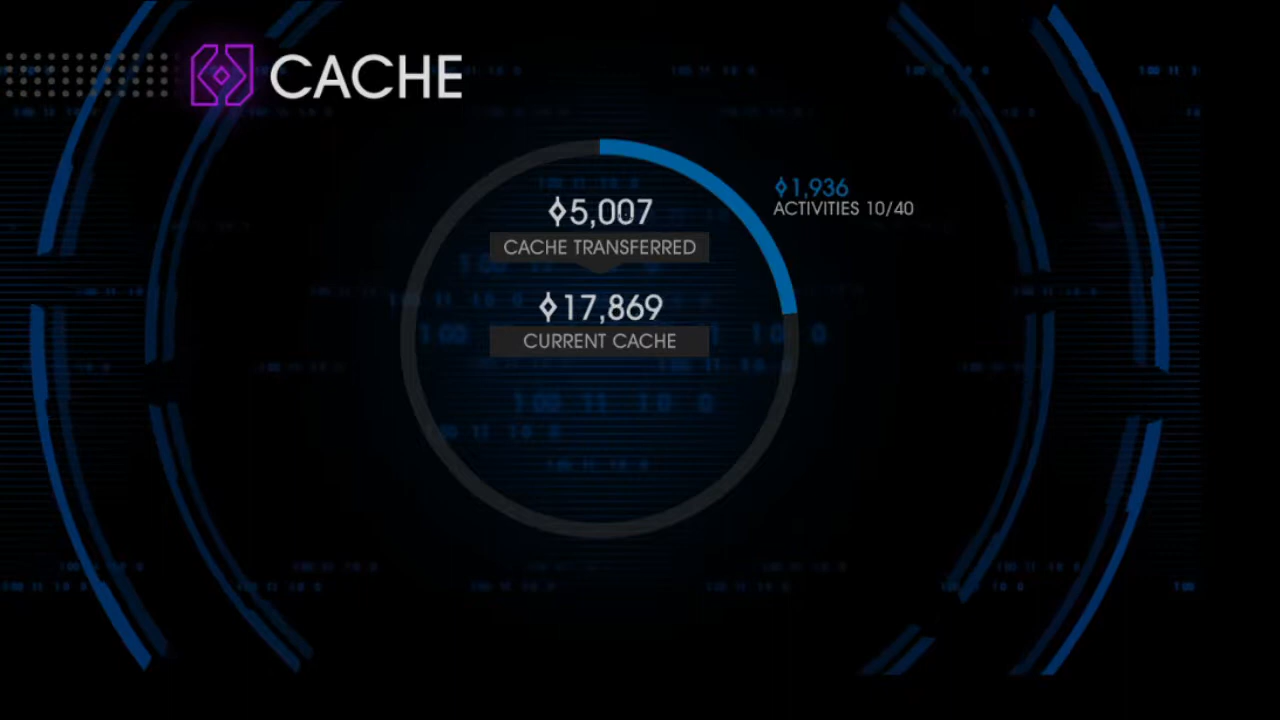 CACHE
1,936
ACTIVITIES 10/40
5,007
CACHE TRANSFERRED
17,869
CURRENT CACHE